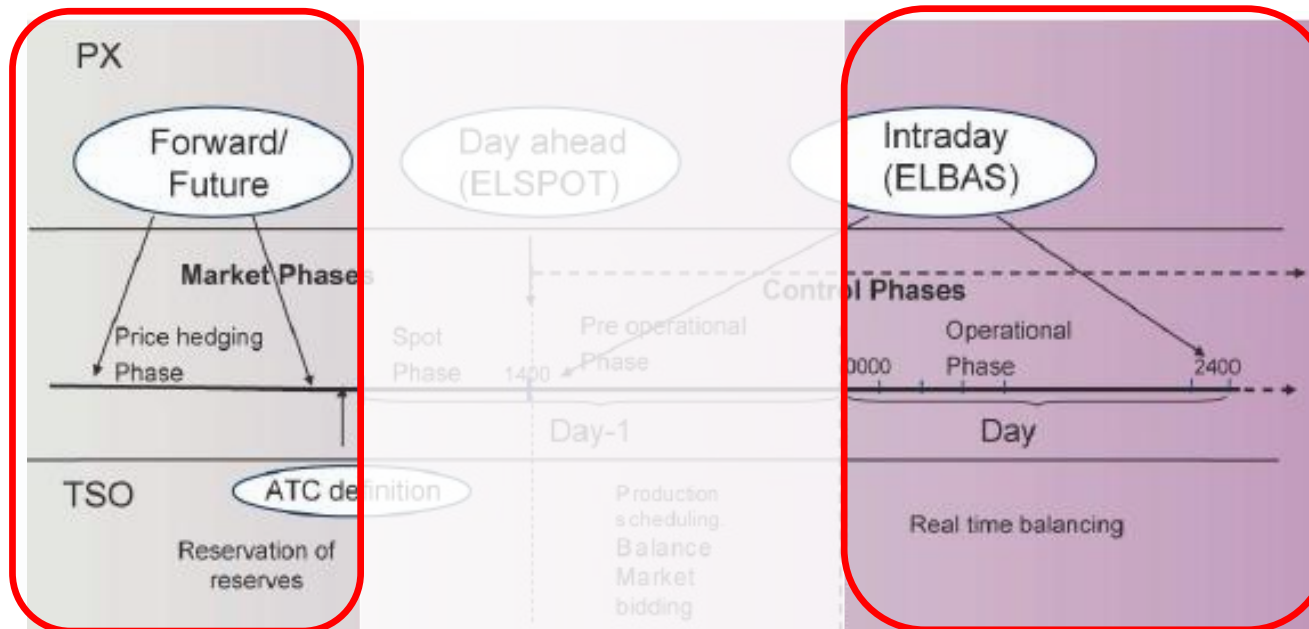 PX
Forward/
Future
Day ahead
(ELSPOT)
Intraday
(ELBAS)
Market Phases
Control Phases
Price hedging
Phase
Spot
Phase
1400
Pre operational
Phase
0000
Operational
Phase
2400
Day-1
Day
TSO
ATC definition
Reservation of
reserves
Production
scheduling
Balance
Market
bidding
Real time balancing